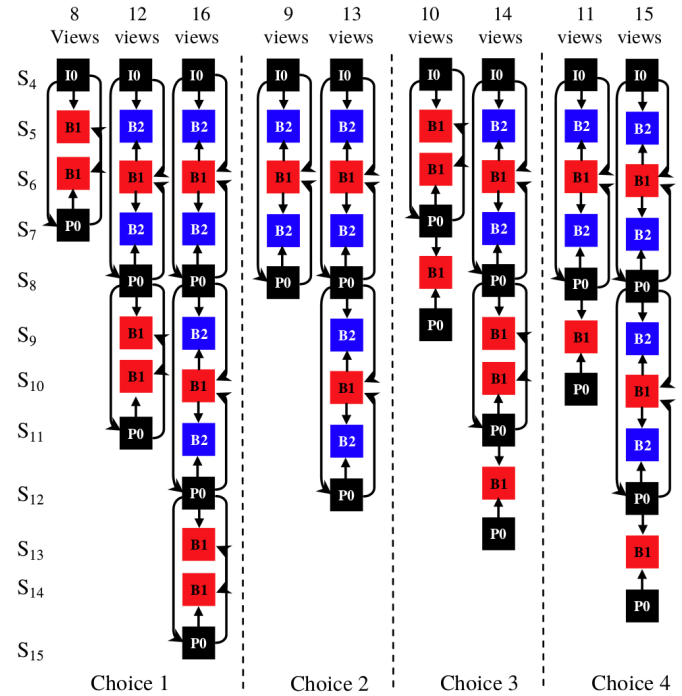 8 12 16 9 13 10 14 11 15
Views views views views views views views views views
S4 I0 I0 I0 I0 I0 I0 I0 I0 I0
S5 B1 B2 B2 B2 B2 B1 B2 B2 B2
S6 B1 B1 B1 B1 B1 B1 B1 B1 B1
S7 P0 B2 B2 B2 B2 P0 B2 B2 B2
S8 P0 P0 P0 P0 B1 P0 P0 P0
S9 B1 B2 B2 P0 B1 B1 B2
S10 B1 B1 B1 B1 P0 B1
S11 P0 B2 B2 P0 B2
S12 P0 P0 B1 P0
S13 B1 P0 B1
S14 B1 P0
S15 P0
Choice 1 Choice 2 Choice 3 Choice 4